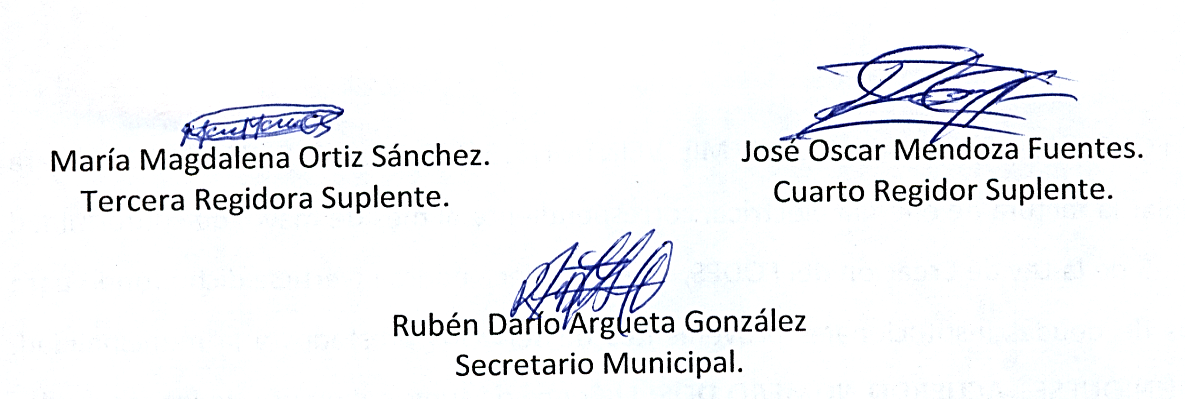 María Magdalena Ortiz Sánchez.
Tercera Regidora Suplente.
José Oscar Mendoza Fuentes.
Cuarto Regidor Suplente.
Rubén Darío Argueta González
Secretario Municipal.